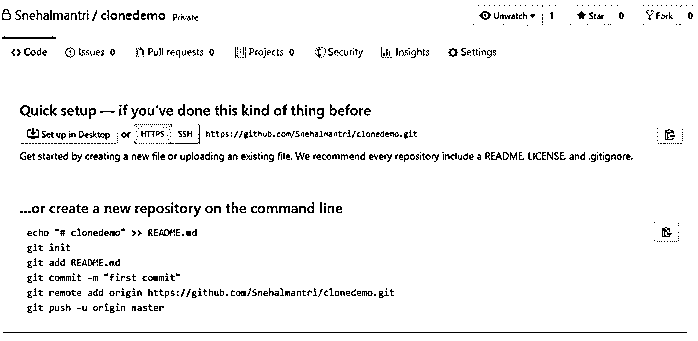 Snehalmantri / clonedemo Private
Unwatch 1 Star 0 Fork 0
Code Issues 0 Pull requests 0 Projects 0 Security Insights Settings
Quick setup — if you've done this kind of thing before
Set up in Desktop or HTTPS SSH https://github.com/Snehalmantri/clonedemo.git
Get started by creating a new file or uploading an existing file. We recommend every repository include a README, LICENSE, and .gitignore.
...or create a new repository on the command line
echo "# clonedemo" >> README.md
git init
git add README.md
git commit -m "first commit"
git remote add origin https://github.com/Snehalmantri/clonedemo.git
git push -u origin master